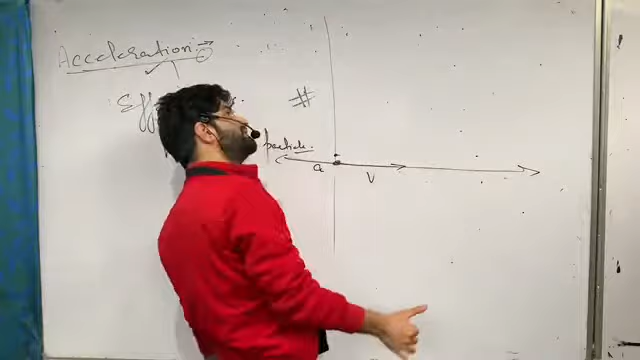 Acceleration :→
#
particle.
a
v